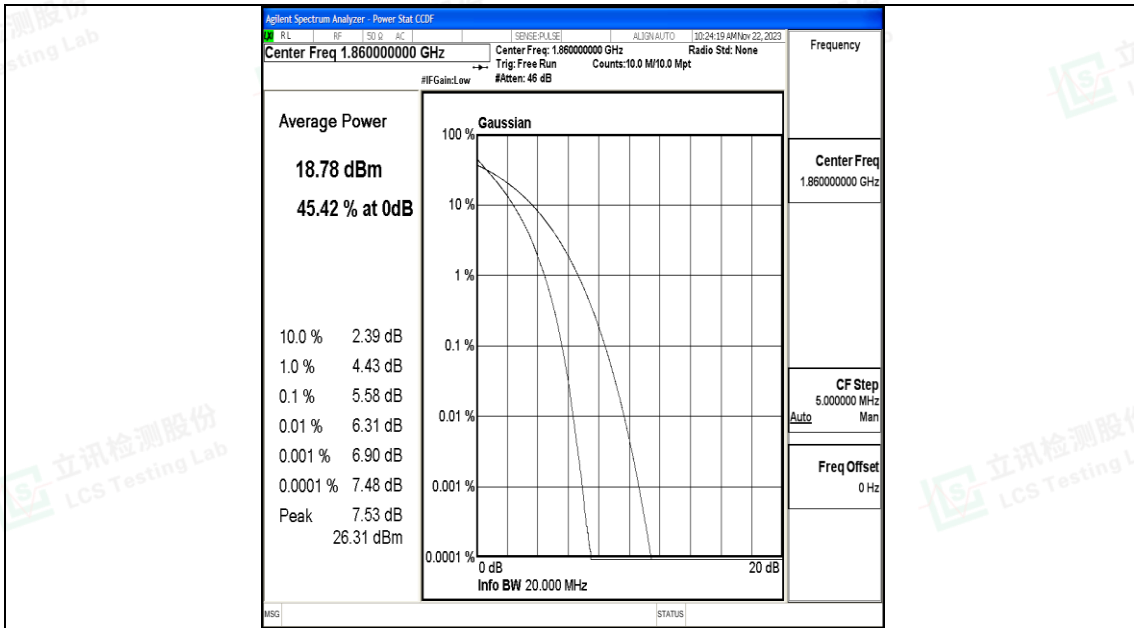 Agilent Spectrum Analyzer - Power Stat CCDF
RL RF 50 Ω AC SENSE:PULSE ALIGN AUTO 10:24:19 AM Nov 22, 2023
Center Freq 1.860000000 GHz
Center Freq: 1.860000000 GHz Radio Std: None
Trig: Free Run Counts:10.0 M/10.0 Mpt
#IFGain:Low #Atten: 46 dB
Frequency
Average Power
18.78 dBm
45.42 % at 0dB
10.0 % 2.39 dB
1.0 % 4.43 dB
0.1 % 5.58 dB
0.01 % 6.31 dB
0.001 % 6.90 dB
0.0001 % 7.48 dB
Peak 7.53 dB
26.31 dBm
Gaussian
100 %
10 %
1 %
0.1 %
0.01 %
0.001 %
0.0001 %
0 dB 20 dB
Info BW 20.000 MHz
Center Freq
1.860000000 GHz
CF Step
5.000000 MHz
Auto Man
Freq Offset
0 Hz
MSG STATUS
立讯检测股份
LCS Testing Lab